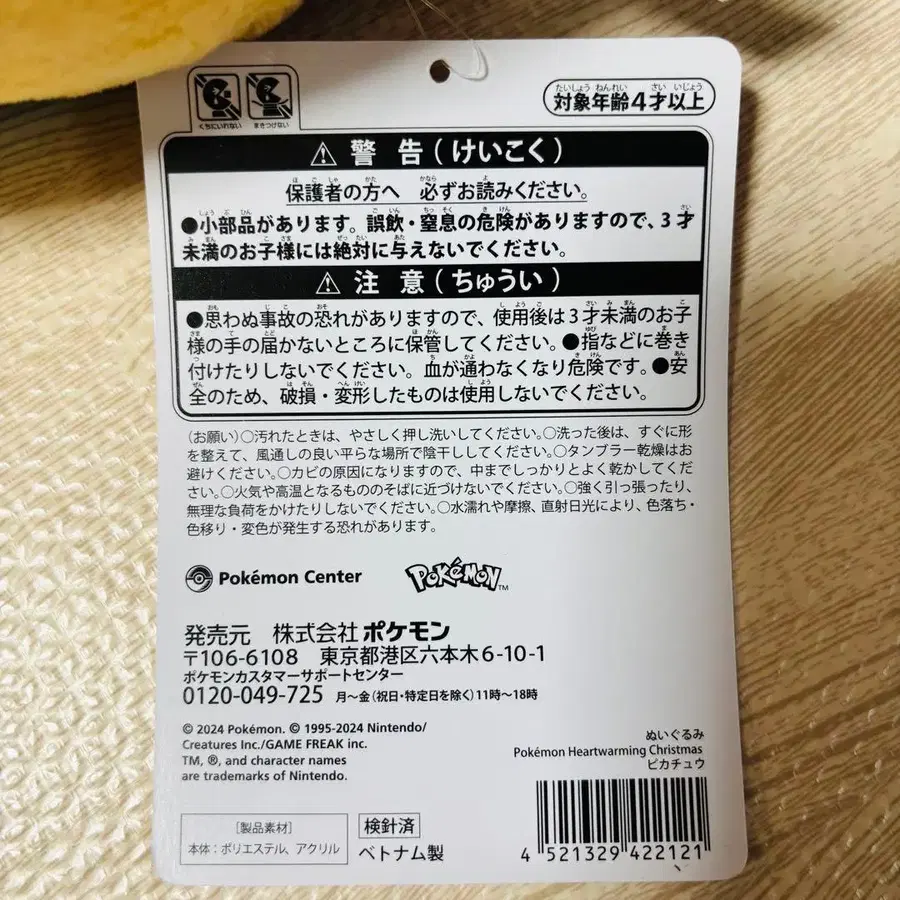 くちにいれない まきつけない
対象年齢4才以上
⚠ 警告(けいこく)
保護者の方へ 必ずお読みください。
●小部品があります。誤飲・窒息の危険がありますので、3才
未満のお子様には絶対に与えないでください。
⚠ 注意(ちゅうい)
●思わぬ事故の恐れがありますので、使用後は3才未満のお子
様の手の届かないところに保管してください。●指などに巻き
付けたりしないでください。血が通わなくなり危険です。●安
全のため、破損・変形したものは使用しないでください。
(お願い)○汚れたときは、やさしく押し洗いしてください。○洗った後は、すぐに形
を整えて、風通しの良い平らな場所で陰干ししてください。○タンブラー乾燥はお
避けください。○カビの原因になりますので、中までしっかりとよく乾かしてくだ
さい。○火気や高温となるもののそばに近づけないでください。○強く引っ張ったり、
無理な負荷をかけたりしないでください。○水濡れや摩擦、直射日光により、色落ち・
色移り・変色が発生する恐れがあります。
Pokémon Center POKéMON™
発売元 株式会社ポケモン
〒106-6108 東京都港区六本木6-10-1
ポケモンカスタマーサポートセンター
0120-049-725 月～金(祝日・特定日を除く)11時～18時
© 2024 Pokémon. © 1995-2024 Nintendo/
Creatures Inc./GAME FREAK inc.
TM, ®, and character names
are trademarks of Nintendo.
ぬいぐるみ
Pokémon Heartwarming Christmas
ピカチュウ
[製品素材]
本体:ポリエステル、アクリル
検針済
ベトナム製
4 521329 422121